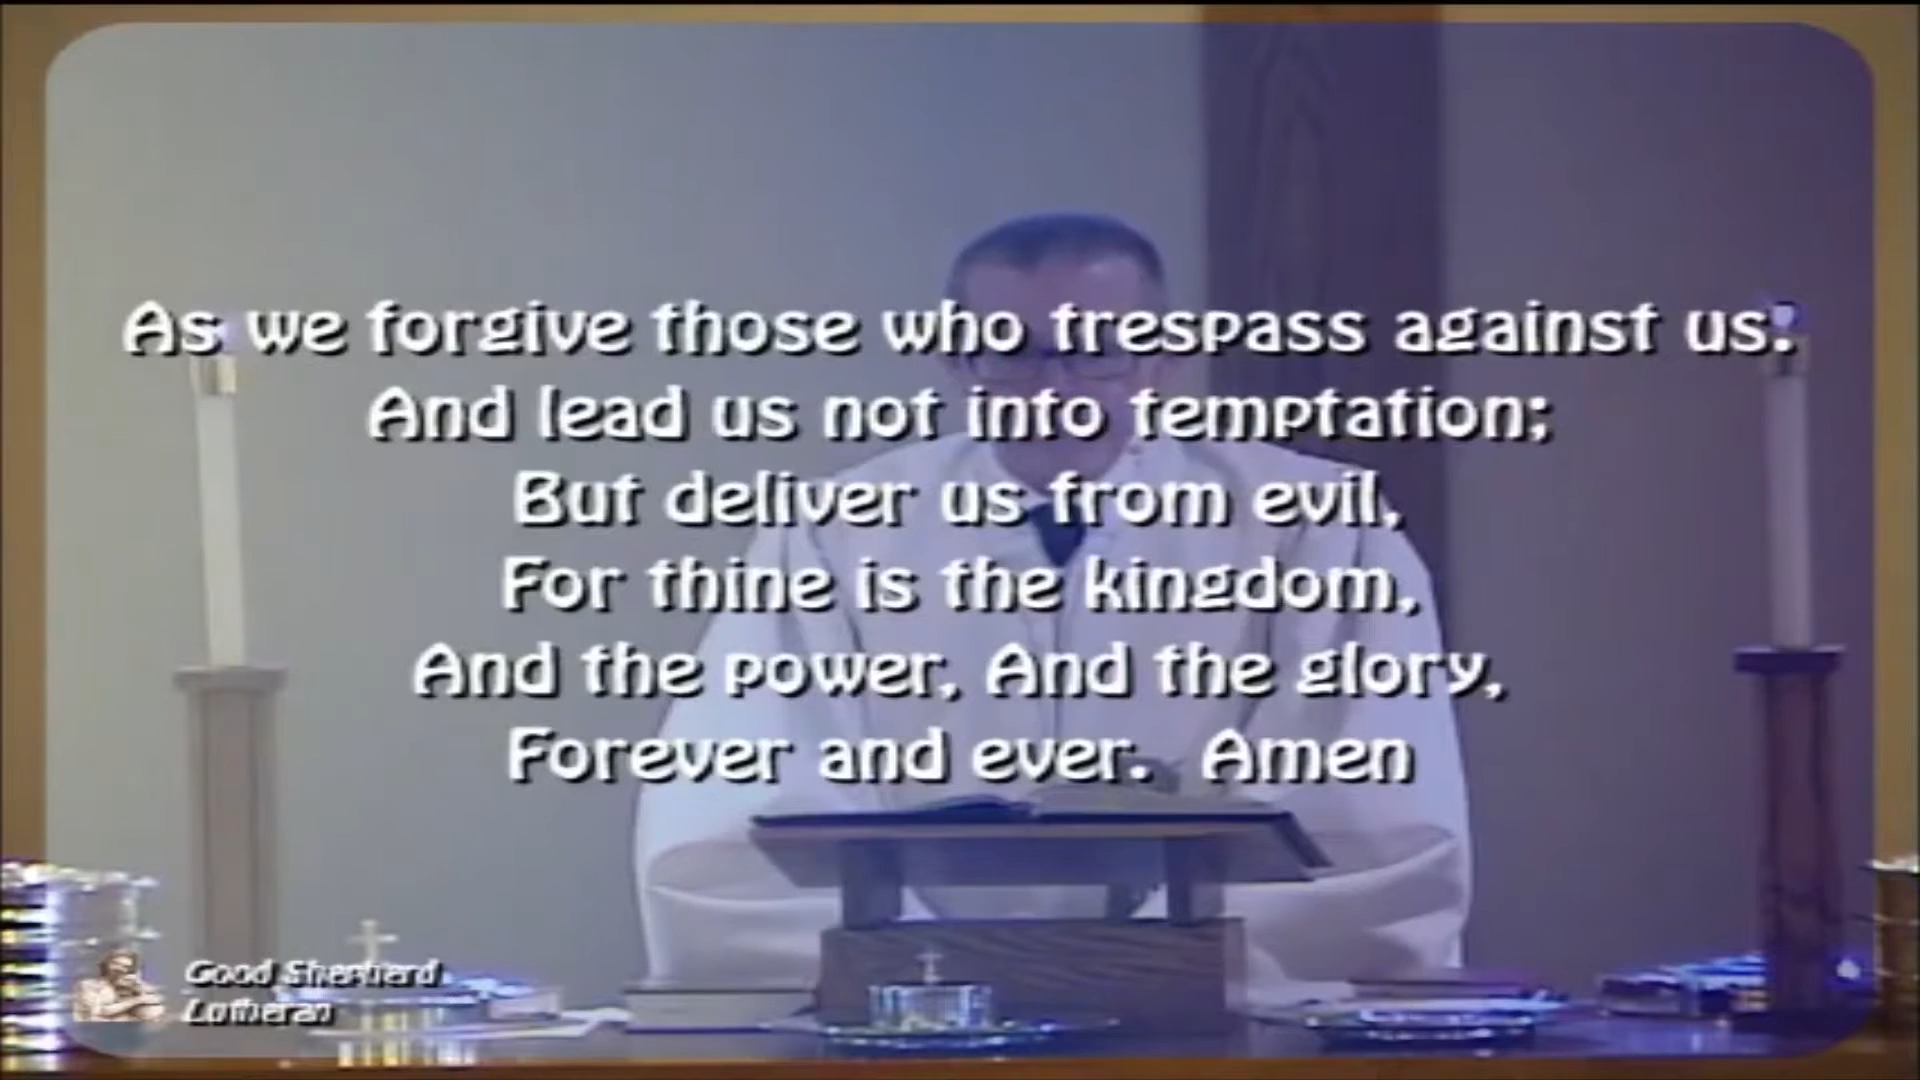 As we forgive those who trespass against us.
And lead us not into temptation;
But deliver us from evil,
For thine is the kingdom,
And the power, And the glory,
Forever and ever. Amen
Good Shepherd
Lutheran